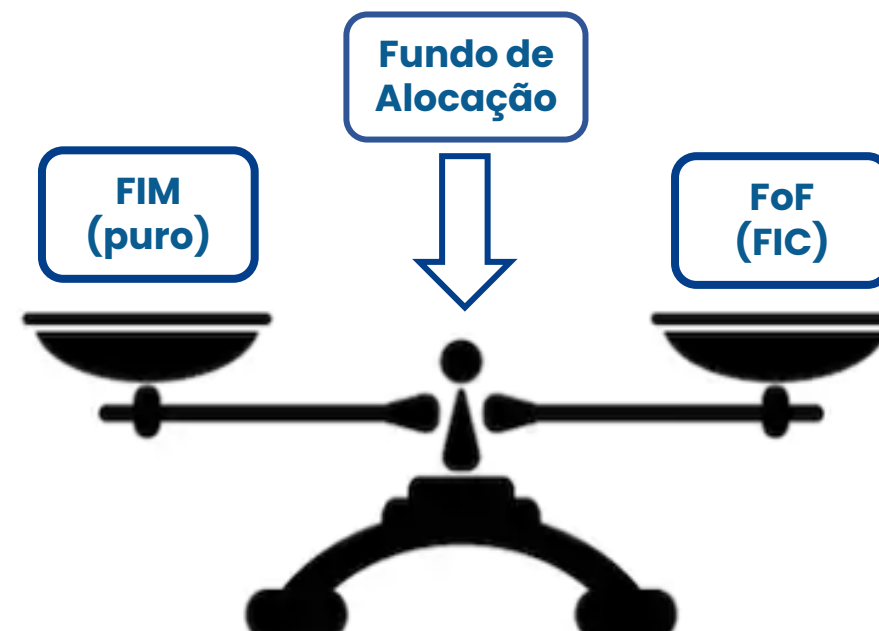 Fundo de
Alocação
FIM
(puro)
FoF
(FIC)